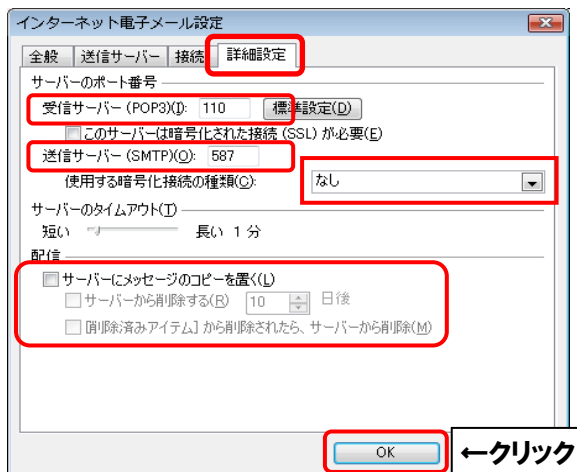 インターネット電子メール設定
全般 送信サーバー 接続 詳細設定
サーバーのポート番号
受信サーバー (POP3)(I): 110 標準設定(D)
このサーバーは暗号化された接続 (SSL) が必要(E)
送信サーバー (SMTP)(O): 587
使用する暗号化接続の種類(C): なし
サーバーのタイムアウト(T)
短い 長い 1 分
配信
サーバーにメッセージのコピーを置く(L)
サーバーから削除する(R) 10 日後
[削除済みアイテム] から削除されたら、サーバーから削除(M)
OK ←クリック